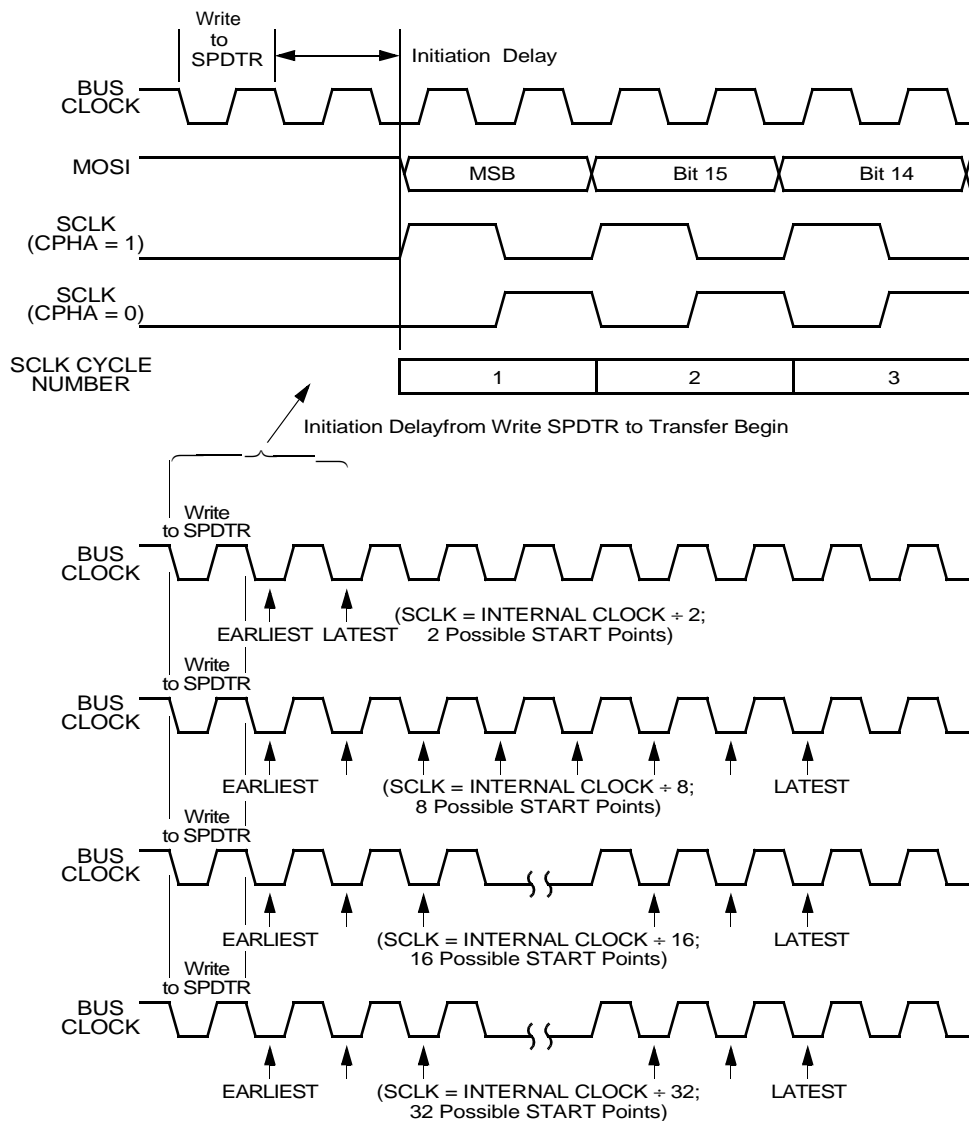 Write
to
SPDTR
Initiation Delay
BUS
CLOCK
MOSI
MSB
Bit 15
Bit 14
SCLK
(CPHA = 1)
SCLK
(CPHA = 0)
SCLK CYCLE
NUMBER
1
2
3
Initiation Delayfrom Write SPDTR to Transfer Begin
Write
to SPDTR
BUS
CLOCK
EARLIEST
LATEST
(SCLK = INTERNAL CLOCK ÷ 2;
2 Possible START Points)
Write
to SPDTR
BUS
CLOCK
EARLIEST
(SCLK = INTERNAL CLOCK ÷ 8;
8 Possible START Points)
LATEST
Write
to SPDTR
BUS
CLOCK
EARLIEST
(SCLK = INTERNAL CLOCK ÷ 16;
16 Possible START Points)
LATEST
Write
to SPDTR
BUS
CLOCK
EARLIEST
(SCLK = INTERNAL CLOCK ÷ 32;
32 Possible START Points)
LATEST